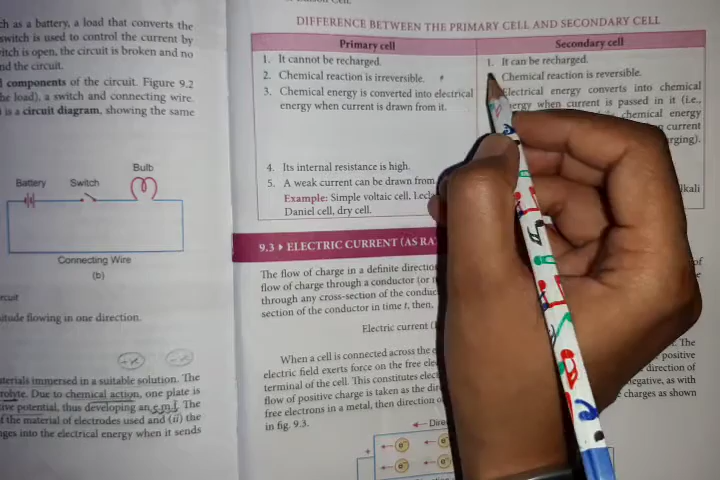 ch as a battery, a load that converts the
switch is used to control the current by
itch is open, the circuit is broken and no
nd the circuit.
components of the circuit. Figure 9.2
he load), a switch and connecting wire.
is a circuit diagram, showing the same
Bulb
Battery Switch
Connecting Wire
(b)
rcuit
itude flowing in one direction.
aterials immersed in a suitable solution. The
rolyte. Due to chemical action, one plate is
ive potential, thus developing an e.m.f. The
f the material of electrodes used and (ii) the
nges into the electrical energy when it sends
DIFFERENCE BETWEEN THE PRIMARY CELL AND SECONDARY CELL
Primary cell
1. It cannot be recharged.
2. Chemical reaction is irreversible.
3. Chemical energy is converted into electrical
energy when current is drawn from it.
4. Its internal resistance is high.
5. A weak current can be drawn from
Example: Simple voltaic cell,
Daniel cell, dry cell.
Secondary cell
1. It can be recharged.
Chemical reaction is reversible.
Electrical energy converts into chemical
energy when current is passed in it (i.e.,
chemical energy
current
rging).
lkali
9.3 ▸ ELECTRIC CURRENT (AS RA
The flow of charge in a definite directio
flow of charge through a conductor (or
through any cross-section of the conduc
section of the conductor in time t, then,
of
Electric current (
When a cell is connected across the
electric field exerts force on the free ele
terminal of the cell. This constitutes elect
flow of positive charge is taken as the dir
free electrons in a metal, then direction o
in fig. 9.3.
The
positive
direction of
negative, as with
charges as shown
Dire
+